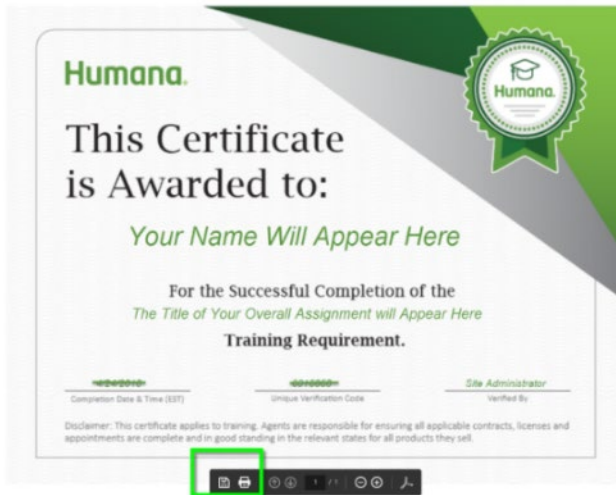 Humana.
Humana.
This Certificate
is Awarded to:
Your Name Will Appear Here
For the Successful Completion of the
The Title of Your Overall Assignment will Appear Here
Training Requirement.
Site Administrator
Completion Date & Time (EST)
Unique Verification Code
Verified By
Disclaimer: This certificate applies to training. Agents are responsible for ensuring all applicable contracts, licenses and
appointments are complete and in good standing in the relevant states for all products they sell.
1 / 1